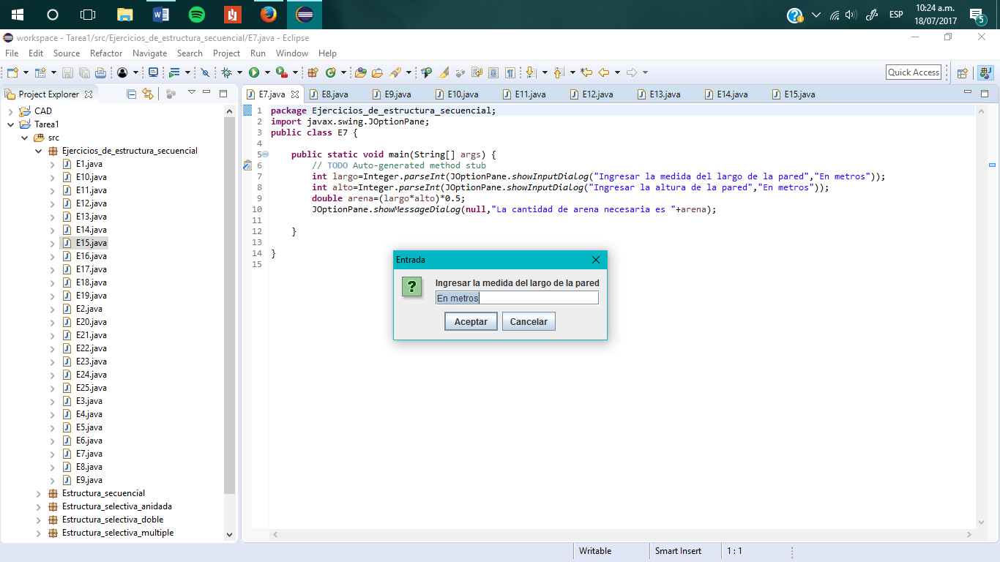 W
10:24 a.m.
ESP
18/07/2017
5
workspace - Tarea1/src/Ejercicios_de_estructura_secuencial/E7.java - Eclipse
File Edit Source Refactor Navigate Search Project Run Window Help
Quick Access
Project Explorer
E7.java E8.java E9.java E10.java E11.java E12.java E13.java E14.java E15.java
CAD
Tarea1
src
Ejercicios_de_estructura_secuencial
E1.java
E10.java
E11.java
E12.java
E13.java
E14.java
E15.java
E16.java
E17.java
E18.java
E19.java
E2.java
E20.java
E21.java
E22.java
E23.java
E24.java
E25.java
E3.java
E4.java
E5.java
E6.java
E7.java
E8.java
E9.java
Estructura_secuencial
Estructura_selectiva_anidada
Estructura_selectiva_doble
Estructura_selectiva_multiple
1 package Ejercicios_de_estructura_secuencial;
2 import javax.swing.JOptionPane;
3 public class E7 {
4
5 public static void main(String[] args) {
6 // TODO Auto-generated method stub
7 int largo=Integer.parseInt(JOptionPane.showInputDialog("Ingresar la medida del largo de la pared","En metros"));
8 int alto=Integer.parseInt(JOptionPane.showInputDialog("Ingresar la altura de la pared","En metros"));
9 double arena=(largo*alto)*0.5;
10 JOptionPane.showMessageDialog(null,"La cantidad de arena necesaria es "+arena);
11
12 }
13
14 }
15
Entrada
?
Ingresar la medida del largo de la pared
En metros
Aceptar Cancelar
Writable Smart Insert 1 : 1